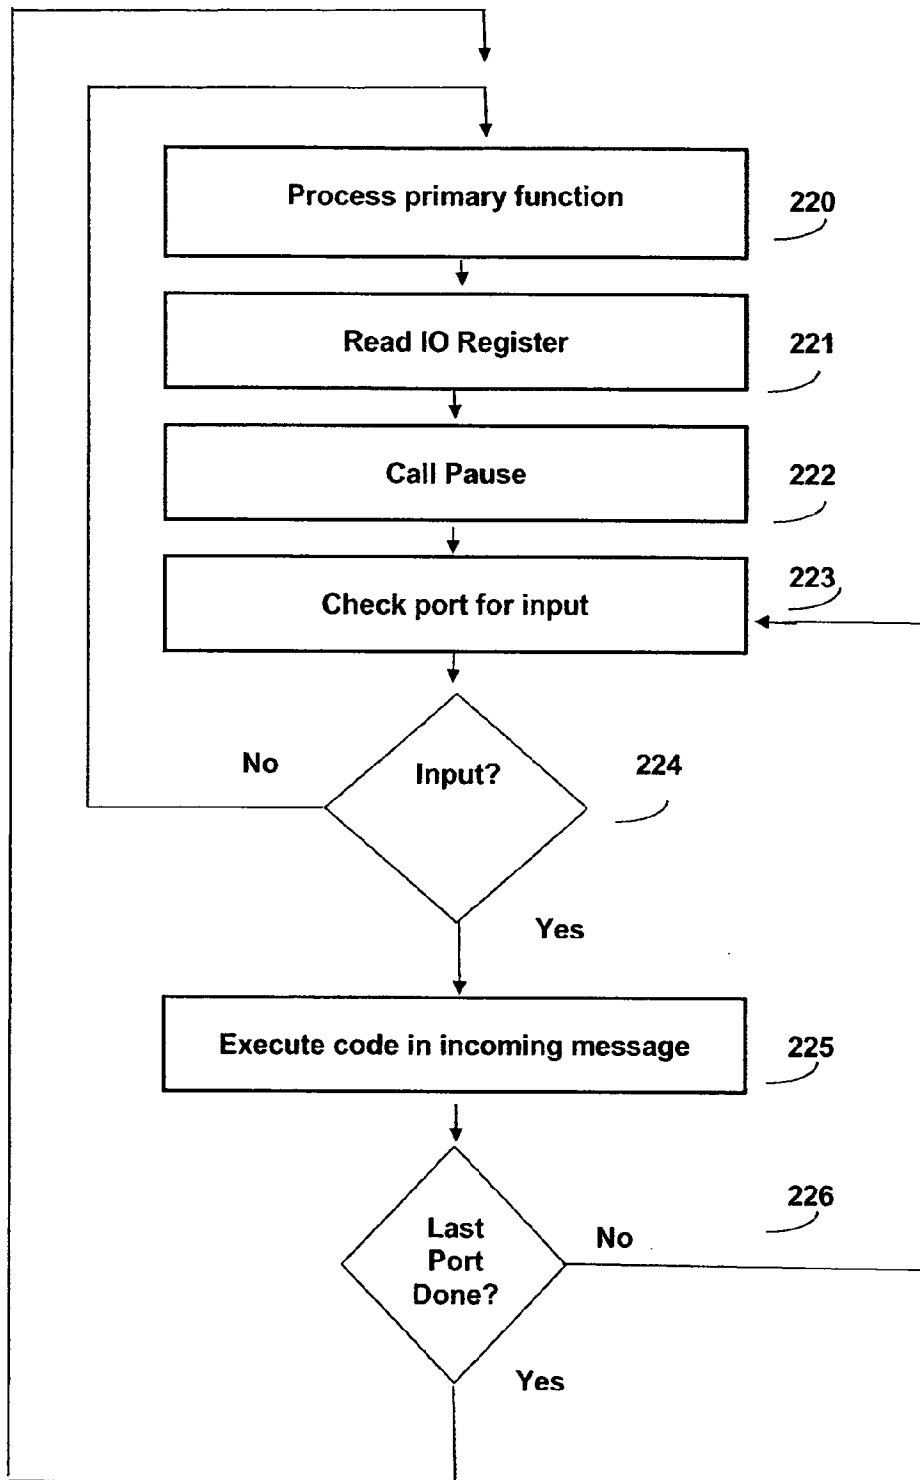 Process primary function
220
Read IO Register
221
Call Pause
222
Check port for input
223
Input?
224
No
Yes
Execute code in incoming message
225
Last
Port
Done?
226
No
Yes